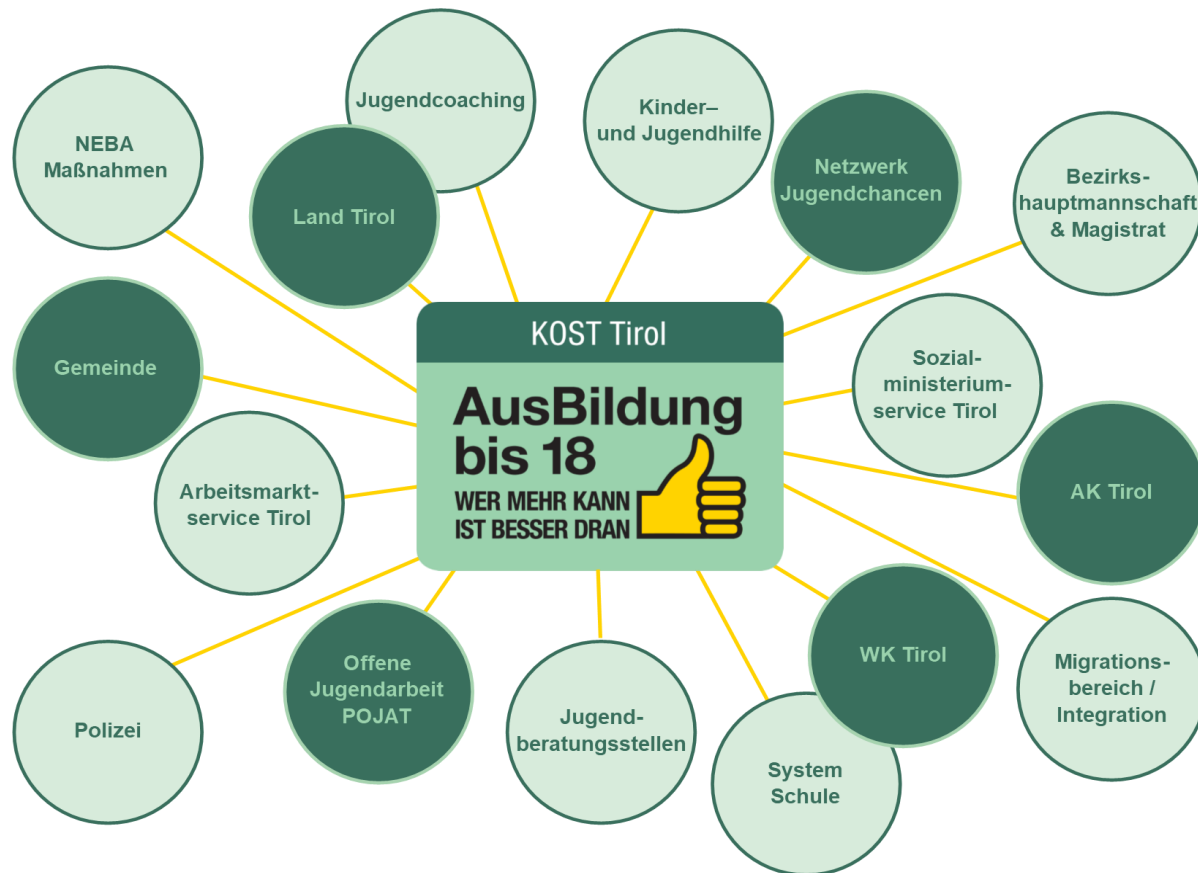 Jugendcoaching
Kinder–
und Jugendhilfe
NEBA
Maßnahmen
Land Tirol
Netzwerk
Jugendchancen
Bezirks-
hauptmannschaft
& Magistrat
KOST Tirol
Gemeinde
AusBildung
bis 18
WER MEHR KANN
IST BESSER DRAN
Sozial-
ministerium-
service Tirol
Arbeitsmarkt-
service Tirol
AK Tirol
Polizei
Offene
Jugendarbeit
POJAT
Jugend-
beratungsstellen
WK Tirol
System
Schule
Migrations-
bereich /
Integration